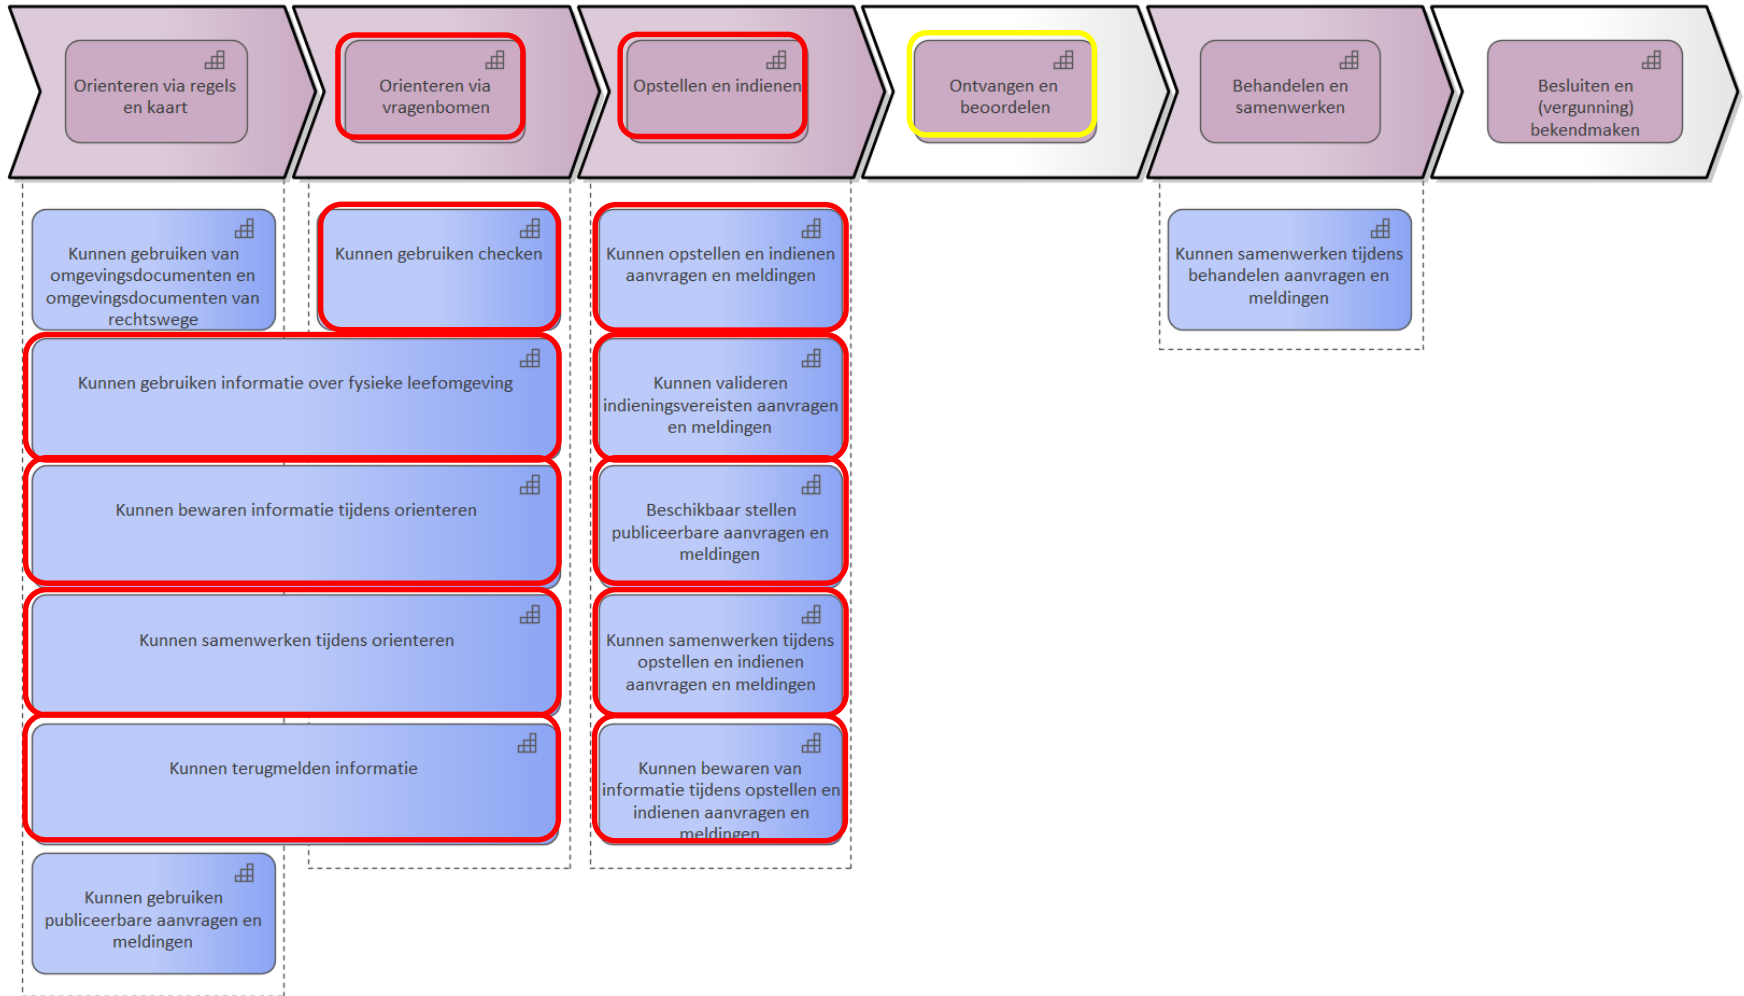 Orienteren via regels
en kaart
Orienteren via
vragenbomen
Opstellen en indienen
Ontvangen en
beoordelen
Behandelen en
samenwerken
Besluiten en
(vergunning)
bekendmaken
Kunnen gebruiken van
omgevingsdocumenten en
omgevingsdocumenten van
rechtswege
Kunnen gebruiken checken
Kunnen opstellen en indienen
aanvragen en meldingen
Kunnen samenwerken tijdens
behandelen aanvragen en
meldingen
Kunnen gebruiken informatie over fysieke leefomgeving
Kunnen valideren
indieningsvereisten aanvragen
en meldingen
Kunnen bewaren informatie tijdens orienteren
Beschikbaar stellen
publiceerbare aanvragen en
meldingen
Kunnen samenwerken tijdens orienteren
Kunnen samenwerken tijdens
opstellen en indienen
aanvragen en meldingen
Kunnen terugmelden informatie
Kunnen bewaren van
informatie tijdens opstellen en
indienen aanvragen en
meldingen
Kunnen gebruiken
publiceerbare aanvragen en
meldingen